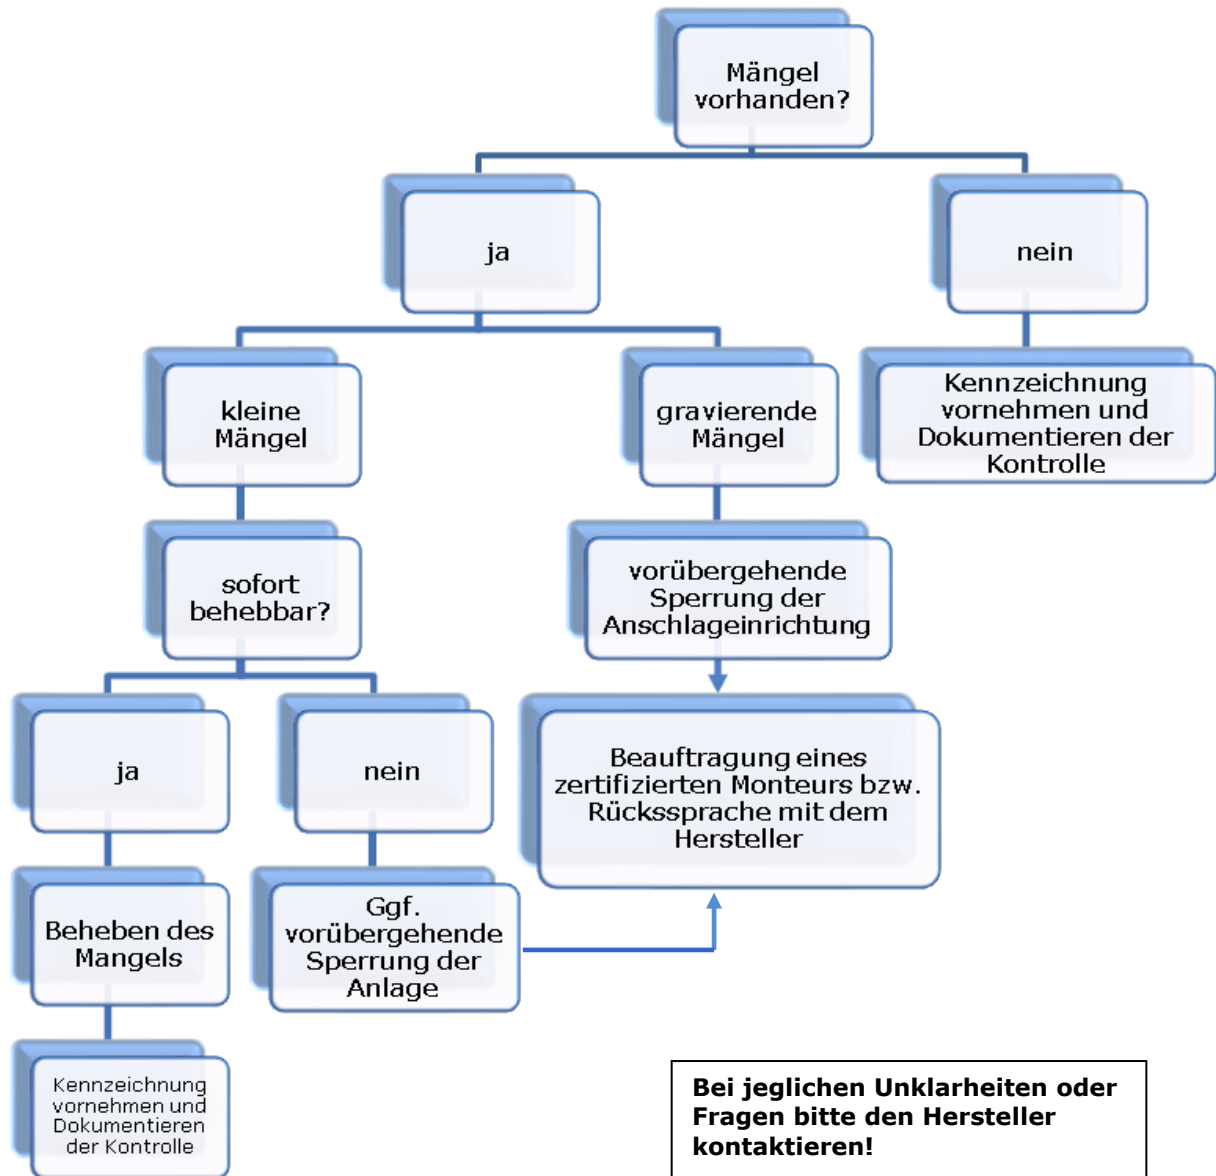 Mängel
vorhanden?
ja
nein
kleine
Mängel
gravierende
Mängel
Kennzeichnung
vornehmen und
Dokumentieren der
Kontrolle
sofort
behebbar?
vorübergehende
Sperrung der
Anschlageinrichtung
ja
nein
Beauftragung eines
zertifizierten Monteurs bzw.
Rückssprache mit dem
Hersteller
Beheben des
Mangels
Ggf.
vorübergehende
Sperrung der
Anlage
Kennzeichnung
vornehmen und
Dokumentieren
der Kontrolle
Bei jeglichen Unklarheiten oder
Fragen bitte den Hersteller
kontaktieren!